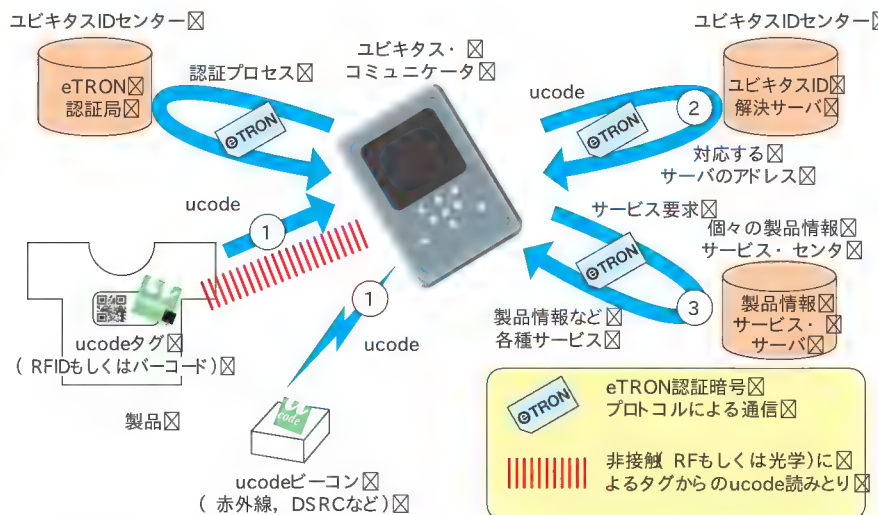 ユビキタスIDセンター
eTRON
認証局
認証プロセス
eTRON
ユビキタス・
コミュニケータ
ユビキタスIDセンター
ucode
2
ユビキタスID
解決サーバ
eTRON
対応する
サーバのアドレス
ucode
1
サービス要求
個々の製品情報
サービス・センタ
eTRON
3
製品情報
サービス・
サーバ
製品情報など
各種サービス
1
ucode
ucodeタグ
(RFIDもしくはバーコード)
製品
code
ucodeビーコン
(赤外線，DSRCなど)
eTRON
eTRON認証暗号
プロトコルによる通信
非接触(RFもしくは光学)に
よるタグからのucode読みとり